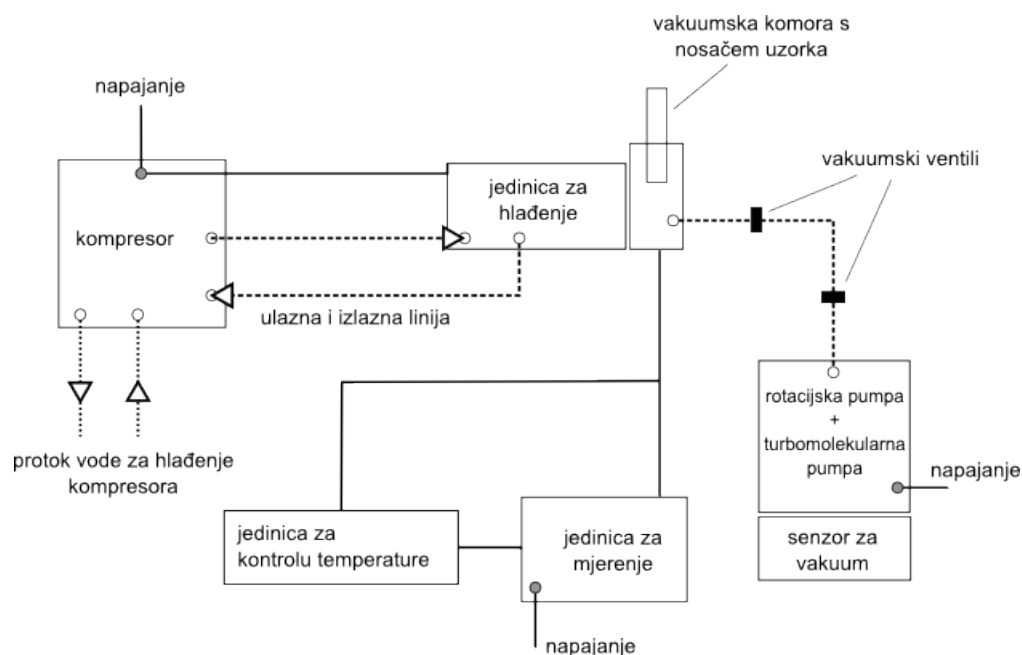 vakuumska komora s
nosačem uzorka
napajanje
vakuumski ventili
jedinica za
hlađenje
kompresor
ulazna i izlazna linija
rotacijska pumpa
+
turbomolekularna
pumpa
protok vode za hlađenje
kompresora
napajanje
jedinica za
kontrolu temperature
jedinica za
mjerenje
senzor za
vakuum
napajanje